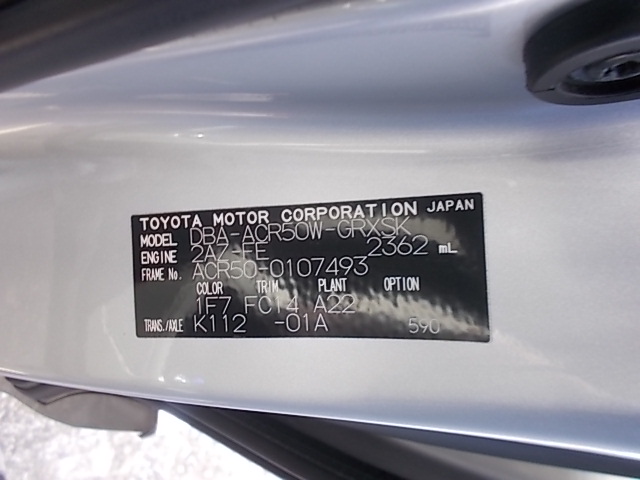 TOYOTA MOTOR CORPORATION JAPAN
MODEL DBA-ACR50W-GRXSK
ENGINE 2AZ-FE 2362 mL
FRAME No. ACR50-0107493
COLOR TRIM PLANT OPTION
1F7 FC14 A22
TRANS./AXLE K112 -01A 590